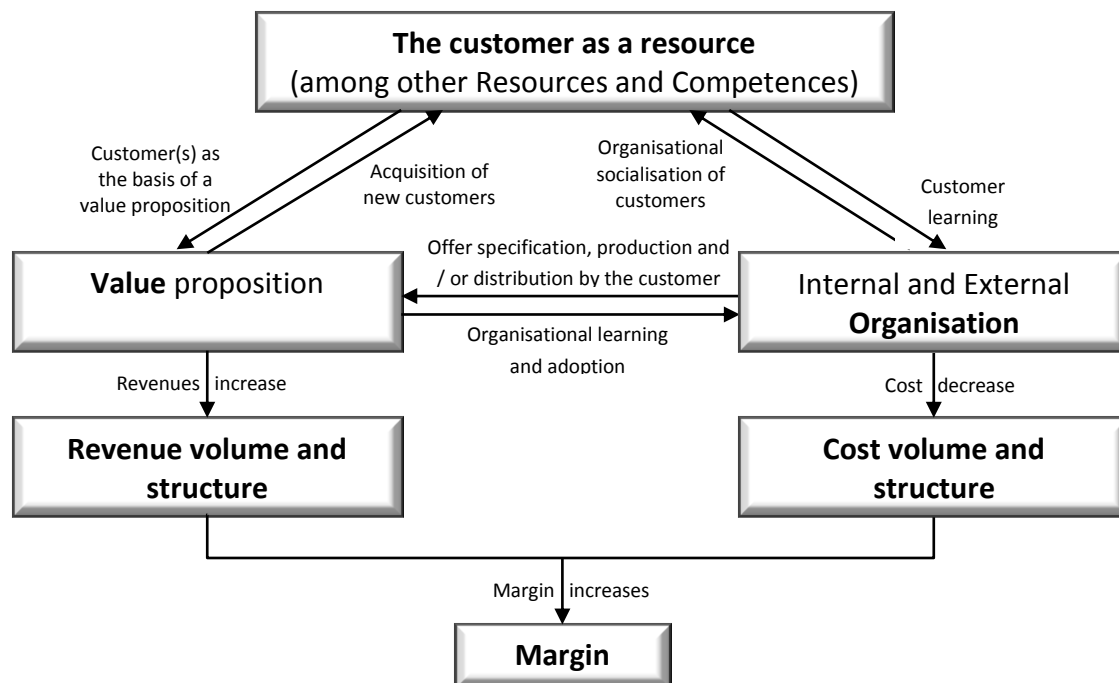 The customer as a resource
(among other Resources and Competences)
Customer(s) as
the basis of a
value proposition
Acquisition of
new customers
Organisational
socialisation of
customers
Customer
learning
Offer specification, production and
/ or distribution by the customer
Value proposition
Internal and External
Organisation
Organisational learning
and adoption
Revenues increase
Cost decrease
Revenue volume and
structure
Cost volume and
structure
Margin increases
Margin